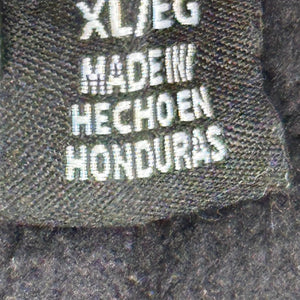 XL/EG
MADE IN/
HECHO EN
HONDURAS